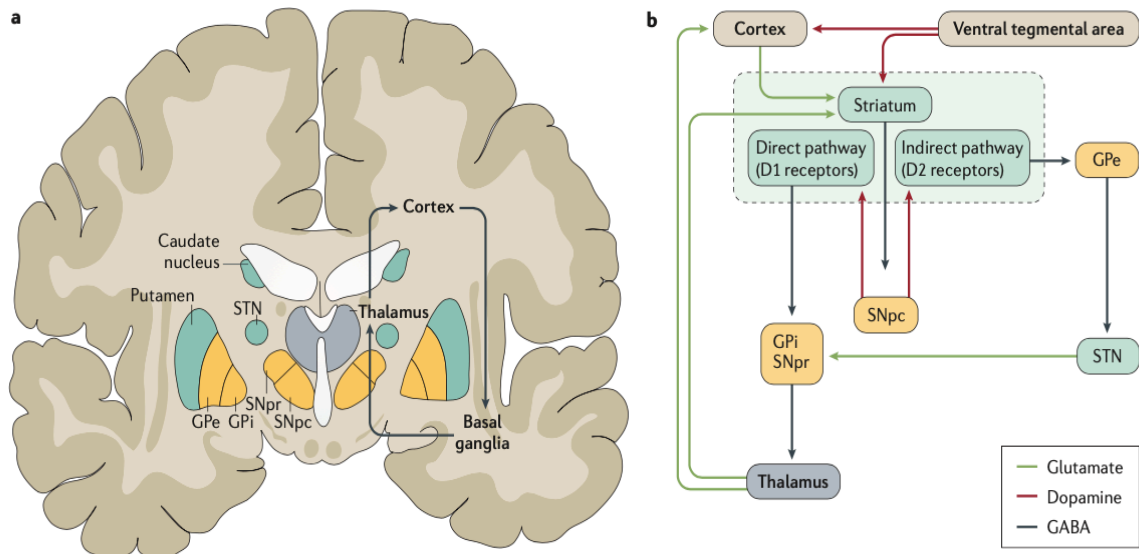 a
Cortex
Caudate
nucleus
Putamen
STN
Thalamus
SNpr
GPe
GPi
SNpc
Basal
ganglia
b
Cortex
Ventral tegmental area
Striatum
Direct pathway
(D1 receptors)
Indirect pathway
(D2 receptors)
GPe
SNpc
GPi
SNpr
STN
Thalamus
Glutamate
Dopamine
GABA